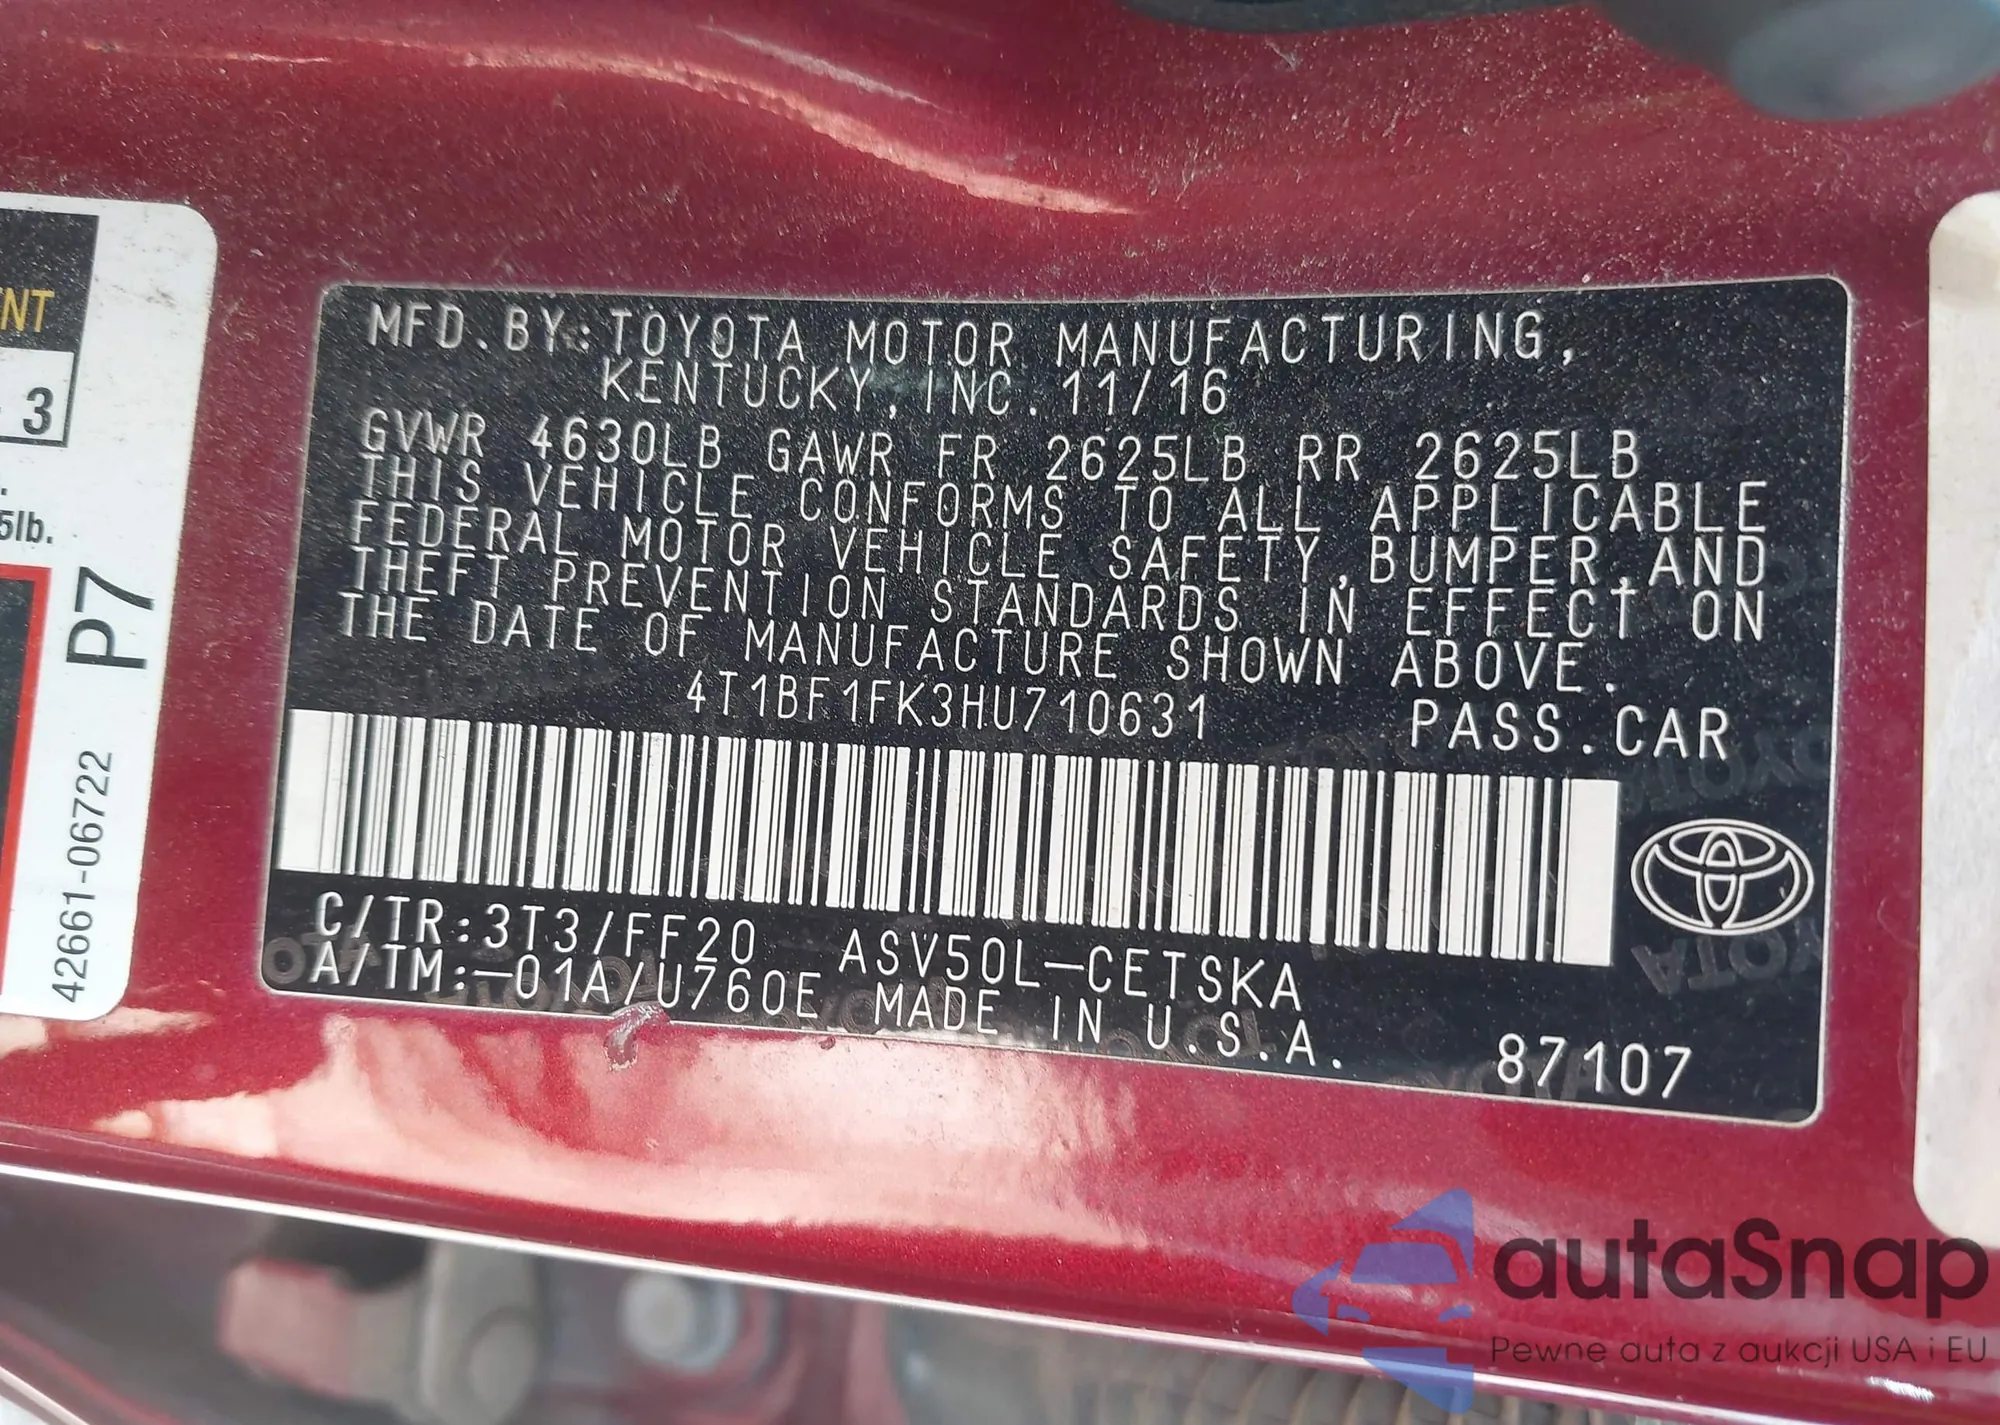 MFD. BY: TOYOTA MOTOR MANUFACTURING,
KENTUCKY, INC. 11/16
GVWR 4630LB GAWR FR 2625LB RR 2625LB
THIS VEHICLE CONFORMS TO ALL APPLICABLE
FEDERAL MOTOR VEHICLE SAFETY, BUMPER, AND
THEFT PREVENTION STANDARDS IN EFFECT ON
THE DATE OF MANUFACTURE SHOWN ABOVE.
4T1BF1FK3HU710631 PASS. CAR
C/TR:3T3/FF20 ASV50L-CETSKA
A/TM:-01A/U760E MADE IN U.S.A.
87107
3
5lb.
P7
42661-06722
autaSnap
Pewne auta z aukcji USA i EU